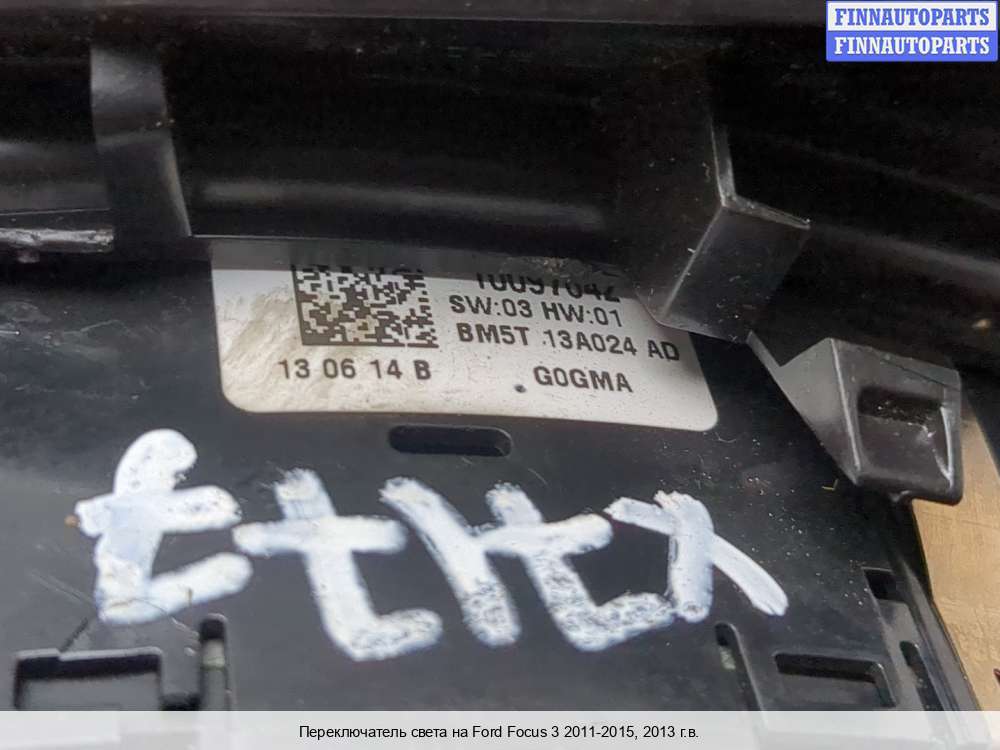 FINNAUTOPARTS
FINNAUTOPARTS
10097042
SW:03 HW:01
BM5T 13A024 AD
13 06 14 B
G0GMA
Переключатель света на Ford Focus 3 2011-2015, 2013 г.в.